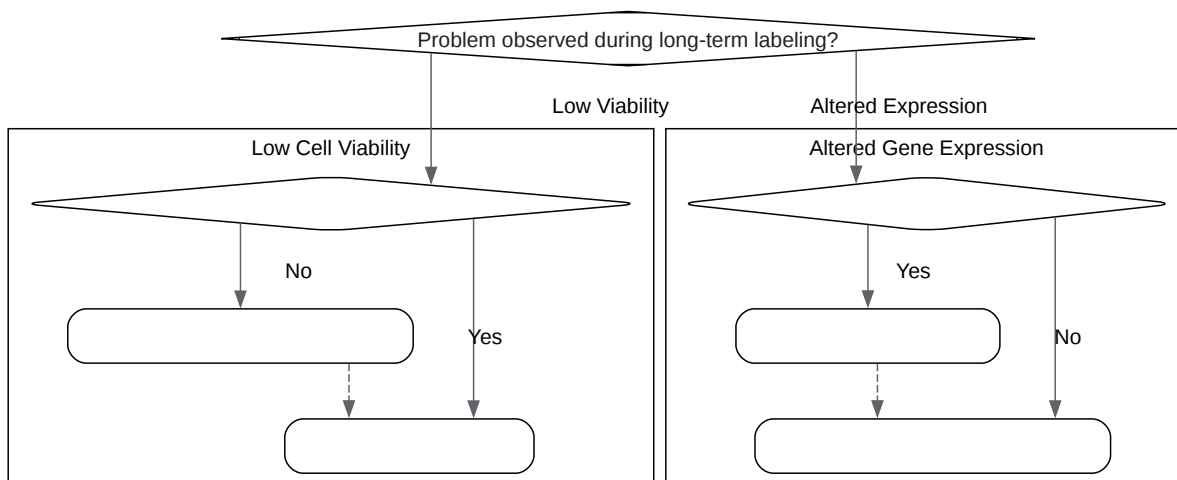 Problem observed during long-term labeling?
Low Viability
Altered Expression
Low Cell Viability
Altered Gene Expression
No
Yes
Yes
No